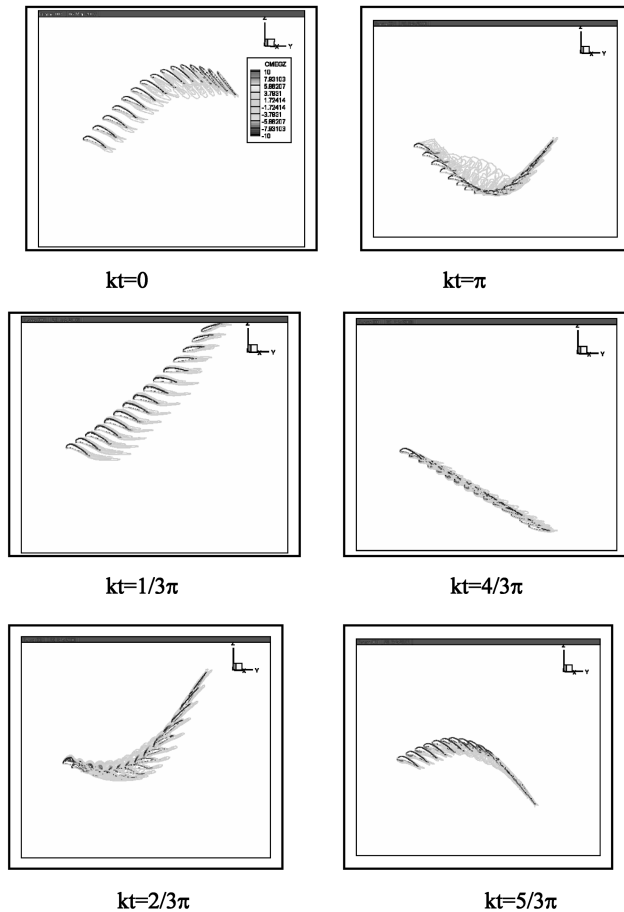 Z
X
Y
OMEGZ
10
7.93103
5.86207
3.7931
1.72414
-1.72414
-3.7931
-5.86207
-7.93103
-10
Z
X
Y
kt=0
kt=π
Z
X
Y
Z
X
Y
kt=1/3π
kt=4/3π
Z
X
Y
Z
X
Y
kt=2/3π
kt=5/3π